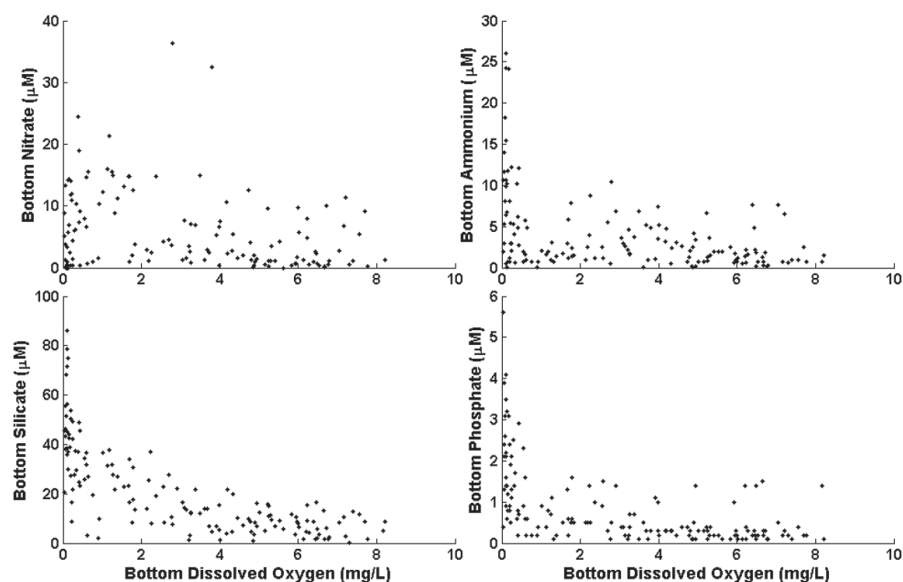 Bottom Nitrate (μM)
40
30
20
10
0
0 2 4 6 8 10
Bottom Ammonium ( μM)
30
25
20
15
10
5
0
0 2 4 6 8 10
Bottom Silicate (μM)
100
80
60
40
20
0
0 2 4 6 8 10
Bottom Dissolved Oxygen (mg/L)
Bottom Phosphate (μM)
6
5
4
3
2
1
0
0 2 4 6 8 10
Bottom Dissolved Oxygen (mg/L)